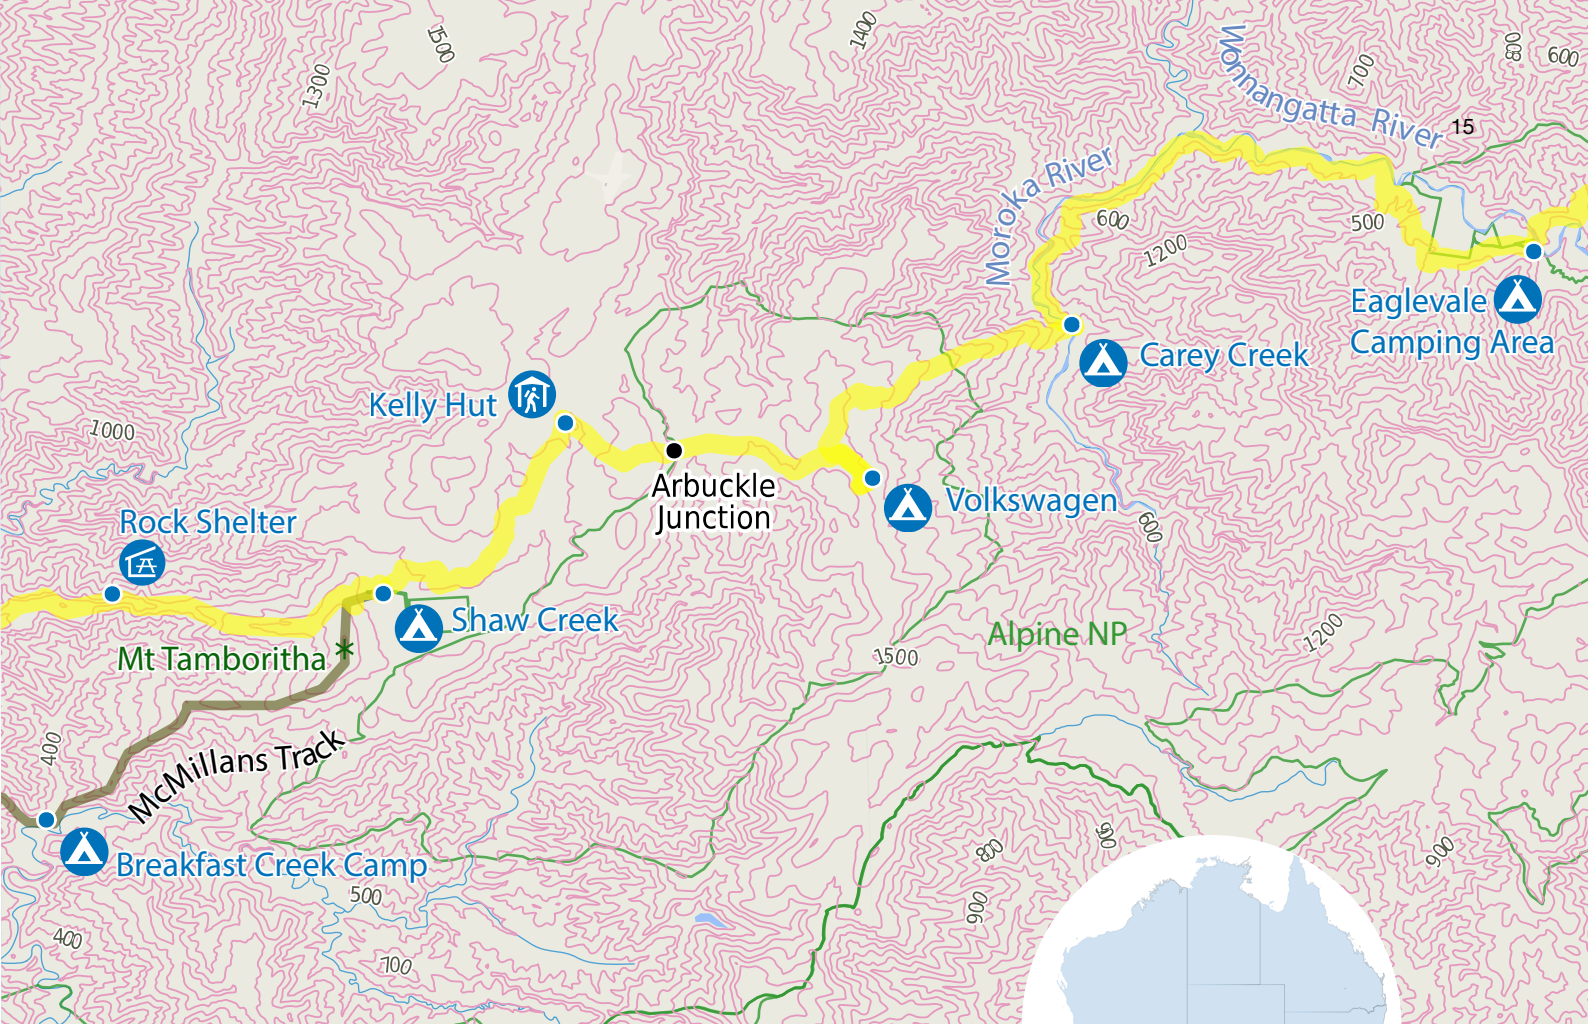 1500
1400
1300
Monnangatta River
700
800
600
15
Moroka River
600
1200
500
Eaglevale
Camping Area
Carey Creek
Kelly Hut
1000
Arbuckle
Junction
Volkswagen
Rock Shelter
600
Shaw Creek
Mt Tamboritha
Alpine NP
1500
1200
400
McMillans Track
Breakfast Creek Camp
800
900
900
500
900
400
700